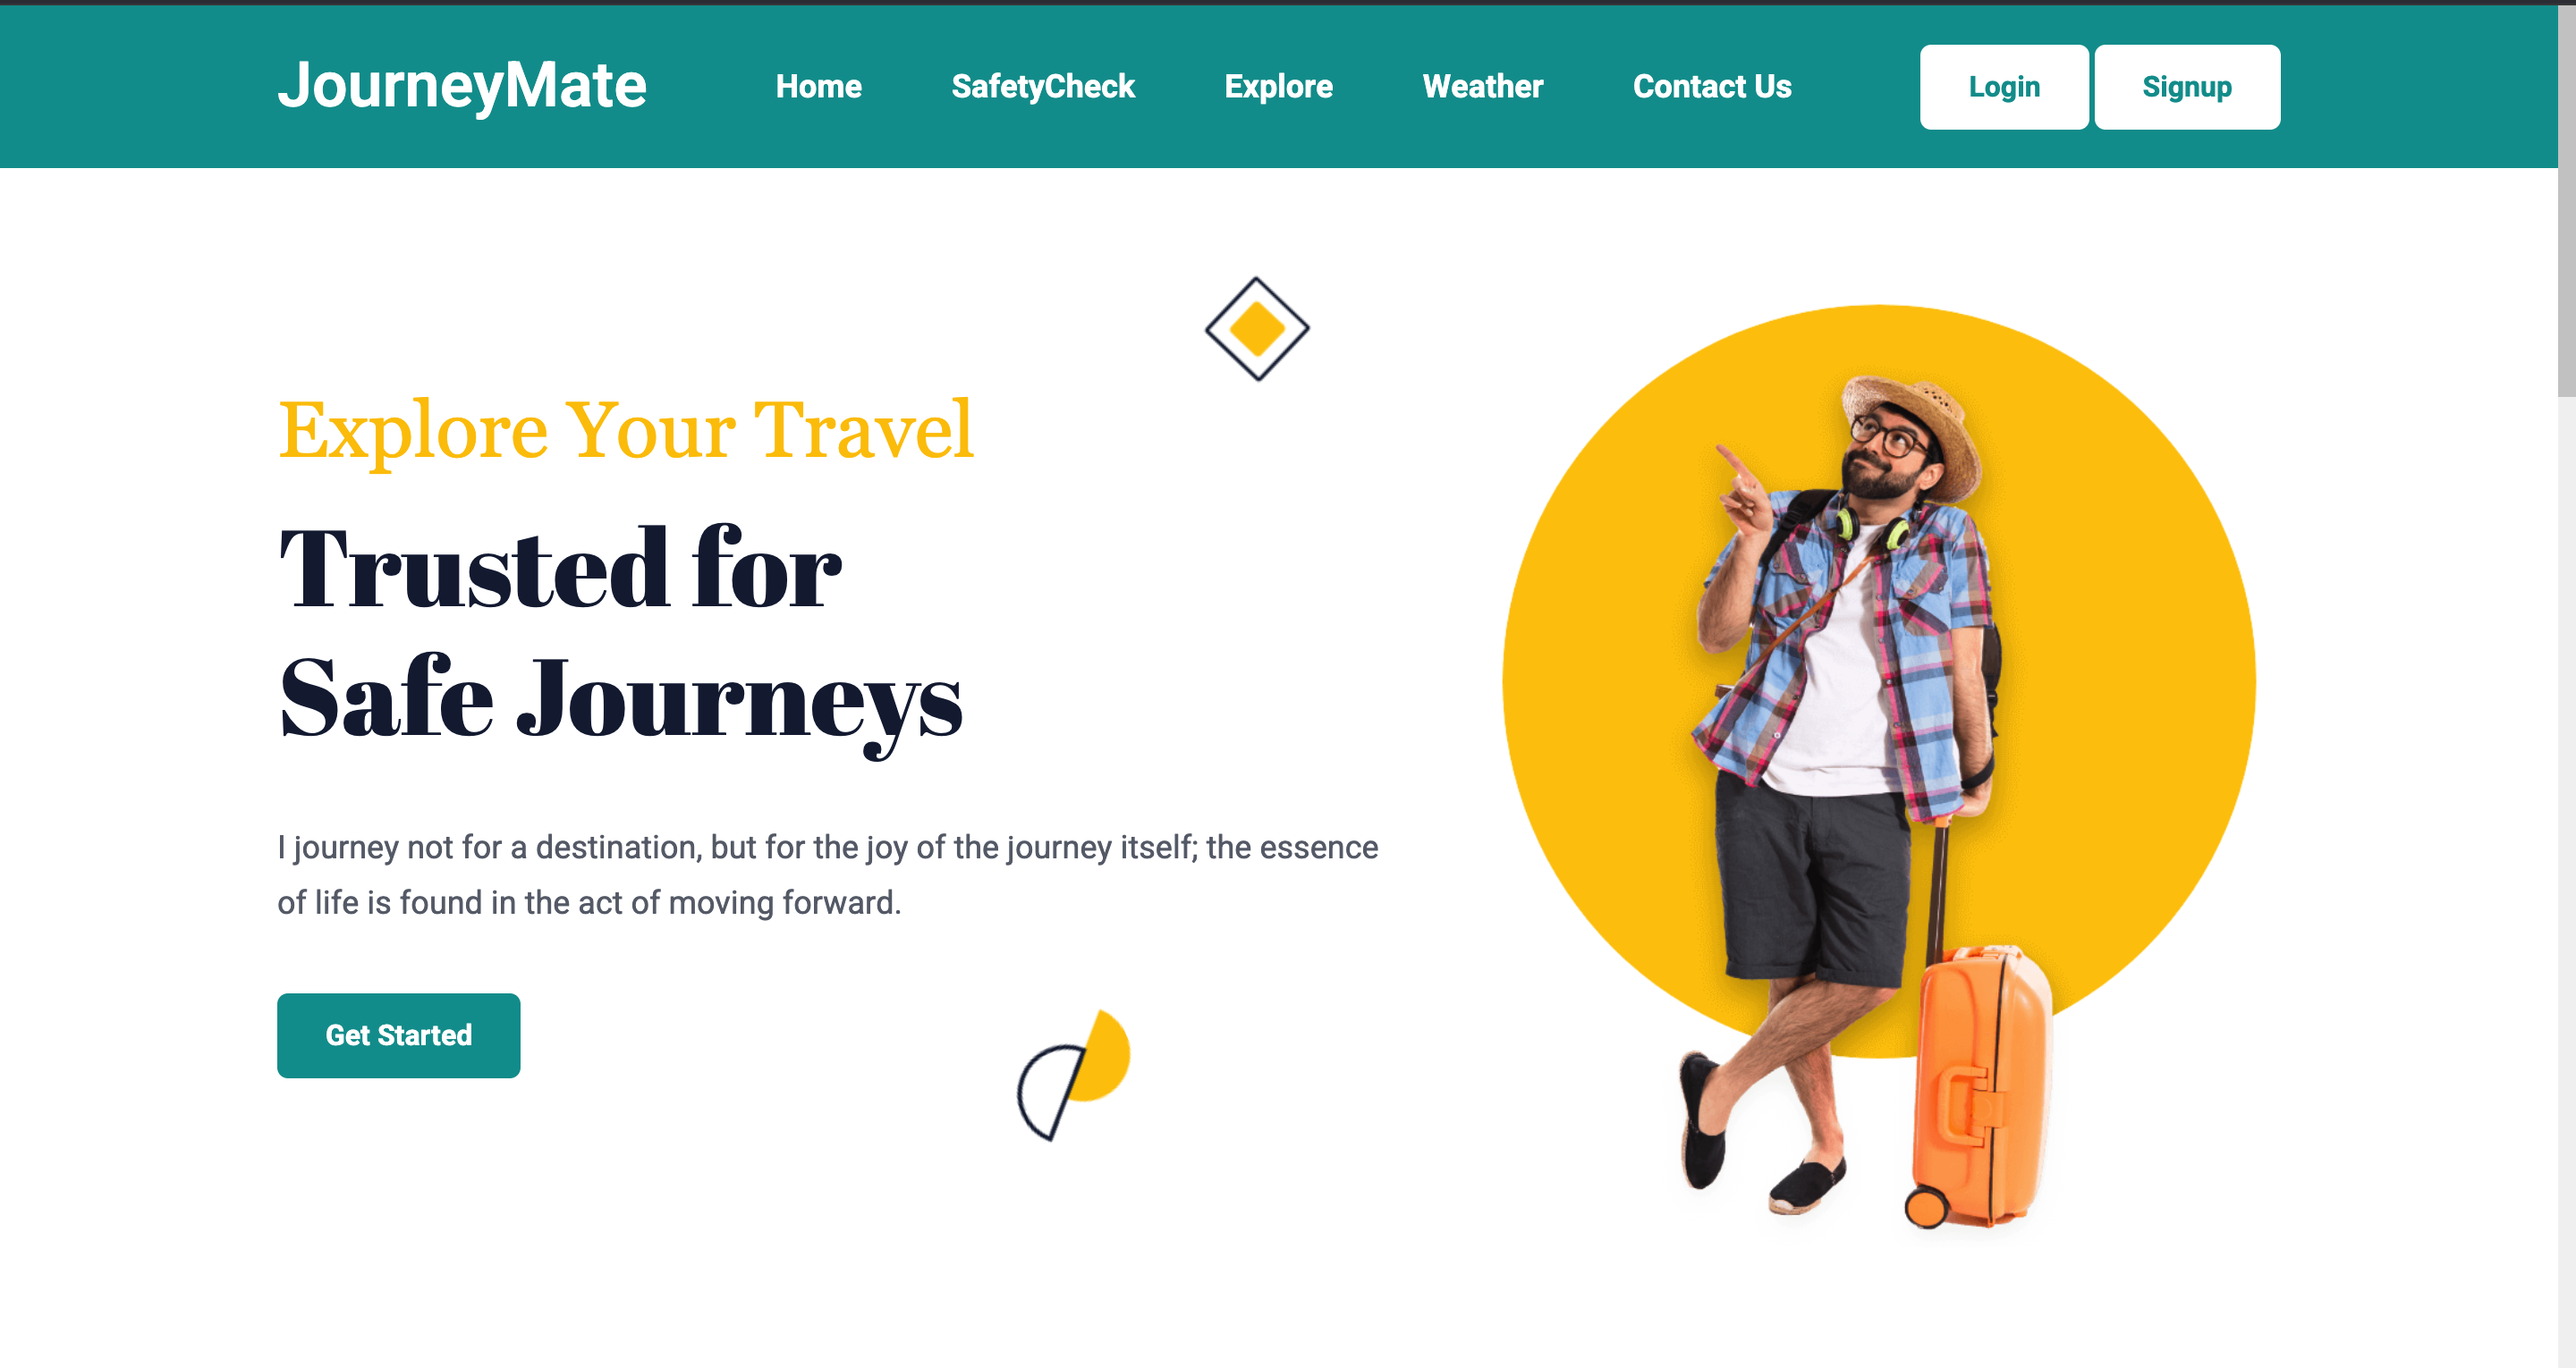 JourneyMate
Home
SafetyCheck
Explore
Weather
Contact Us
Login
Signup
Explore Your Travel
Trusted for
Safe Journeys
I journey not for a destination, but for the joy of the journey itself; the essence
of life is found in the act of moving forward.
Get Started